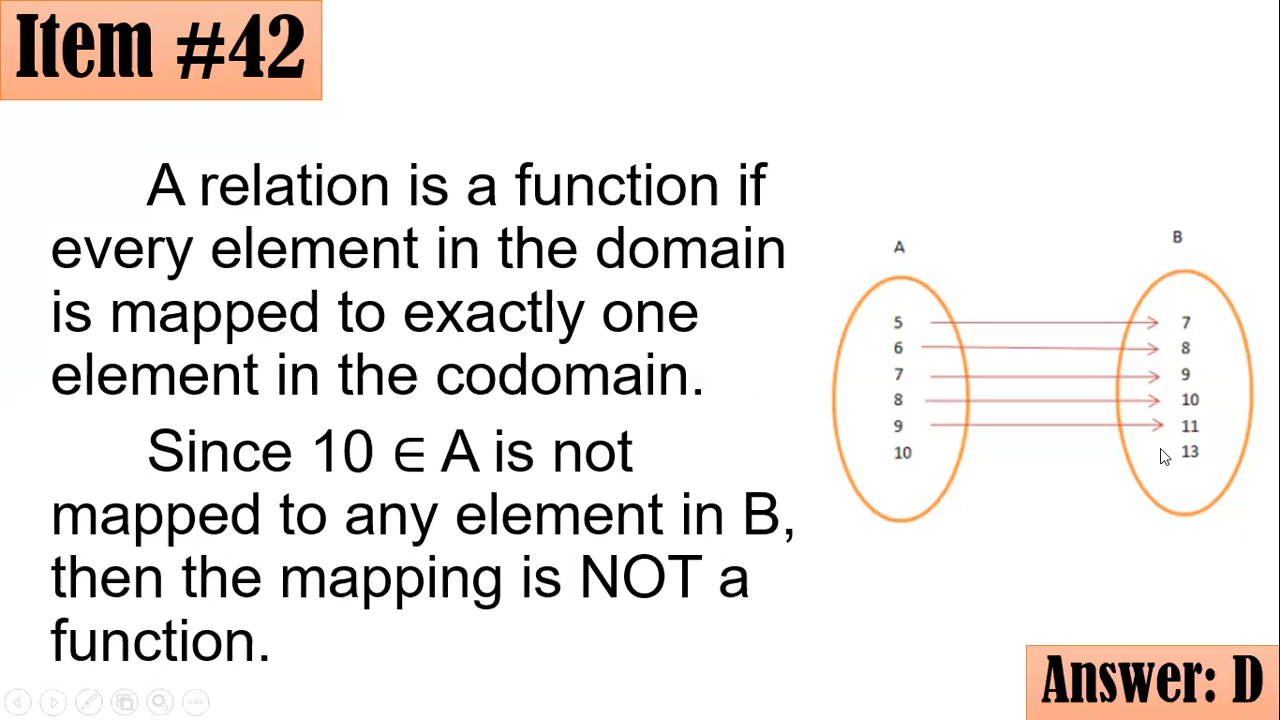 Item #42
A relation is a function if
every element in the domain
is mapped to exactly one
element in the codomain.
Since 10 ∈ A is not
mapped to any element in B,
then the mapping is NOT a
function.
A
5
6
7
8
9
10
B
7
8
9
10
11
13
Answer: D